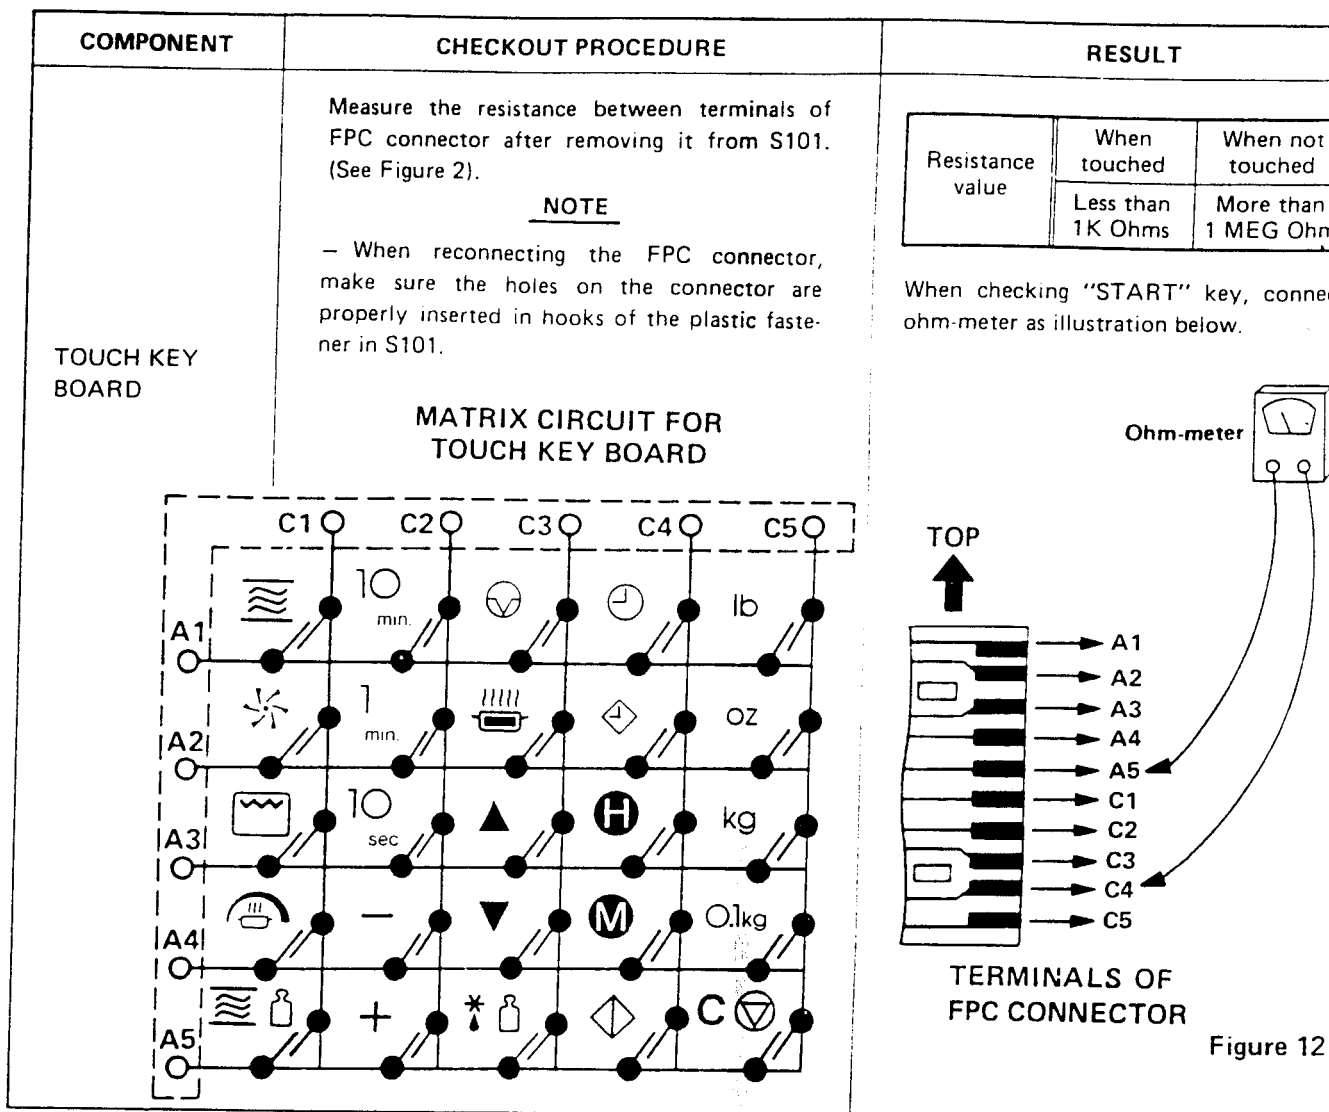 COMPONENT
CHECKOUT PROCEDURE
RESULT
TOUCH KEY
BOARD
Measure the resistance between terminals of
FPC connector after removing it from S101.
(See Figure 2).
NOTE
– When reconnecting the FPC connector,
make sure the holes on the connector are
properly inserted in hooks of the plastic faste-
ner in S101.
MATRIX CIRCUIT FOR
TOUCH KEY BOARD
C1 C2 C3 C4 C5
A1
10 min.
lb
A2
1 min.
oz
A3
10 sec
H
kg
A4
–
M
0.1kg
A5
+
C
Resistance
value
When
touched
When not
touched
Less than
1K Ohms
More than
1 MEG Ohm
When checking "START" key, connec
ohm-meter as illustration below.
Ohm-meter
TOP
A1
A2
A3
A4
A5
C1
C2
C3
C4
C5
TERMINALS OF
FPC CONNECTOR
Figure 12